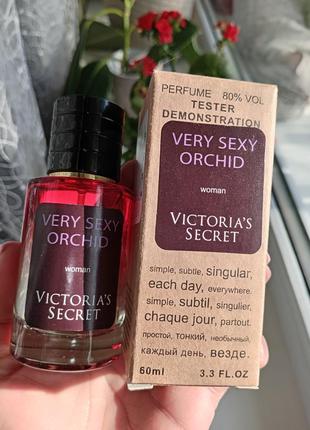 VERY SEXY
ORCHID
woman
VICTORIA'S
SECRET
PERFUME 80% VOL
TESTER
DEMONSTRATION
VERY SEXY
ORCHID
woman
VICTORIA'S
SECRET
simple, subtle, singular,
each day, everywhere.
simple, subtil, singulier,
chaque jour, partout.
простой, тонкий, необычный,
каждый день, везде.
60ml 3.3 FL.OZ